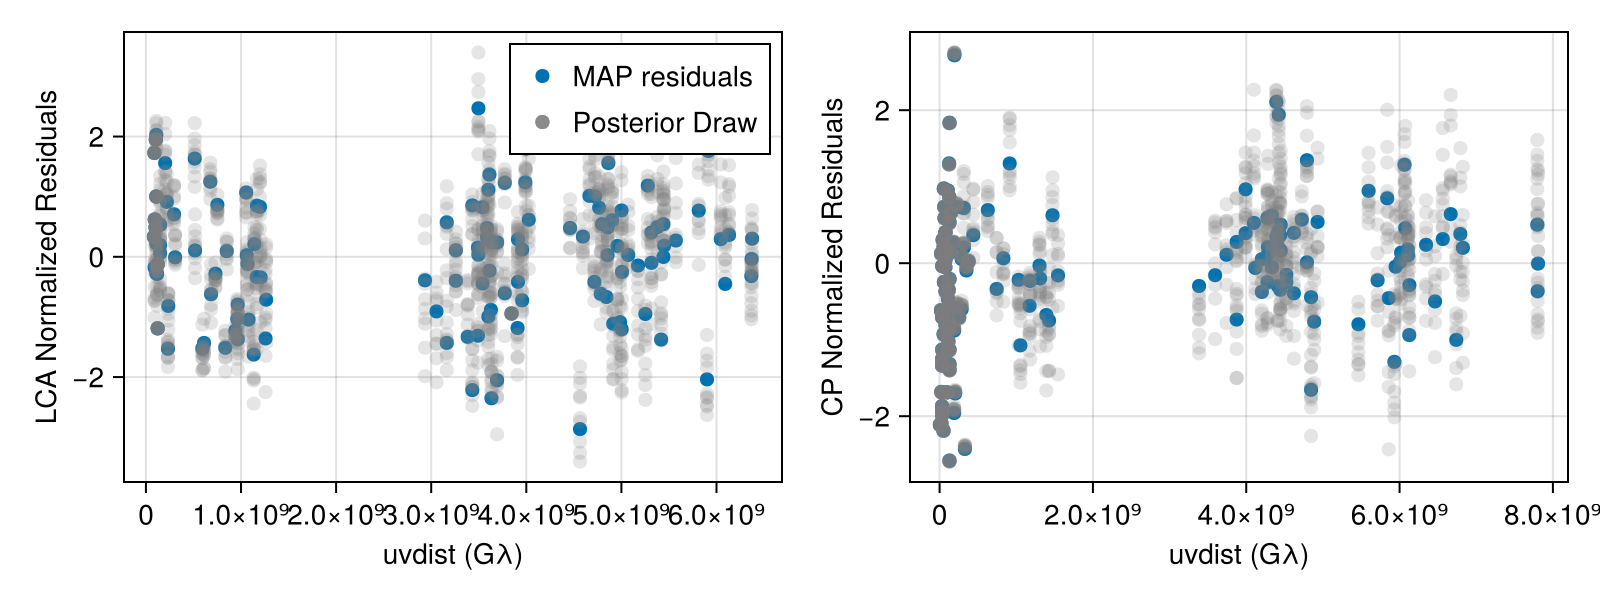 LCA Normalized Residuals
2
0
−2
MAP residuals
Posterior Draw
0 1.0×10⁹ 2.0×10⁹ 3.0×10⁹ 4.0×10⁹ 5.0×10⁹ 6.0×10⁹
uvdist (Gλ)
CP Normalized Residuals
2
0
−2
0 2.0×10⁹ 4.0×10⁹ 6.0×10⁹ 8.0×10⁹
uvdist (Gλ)